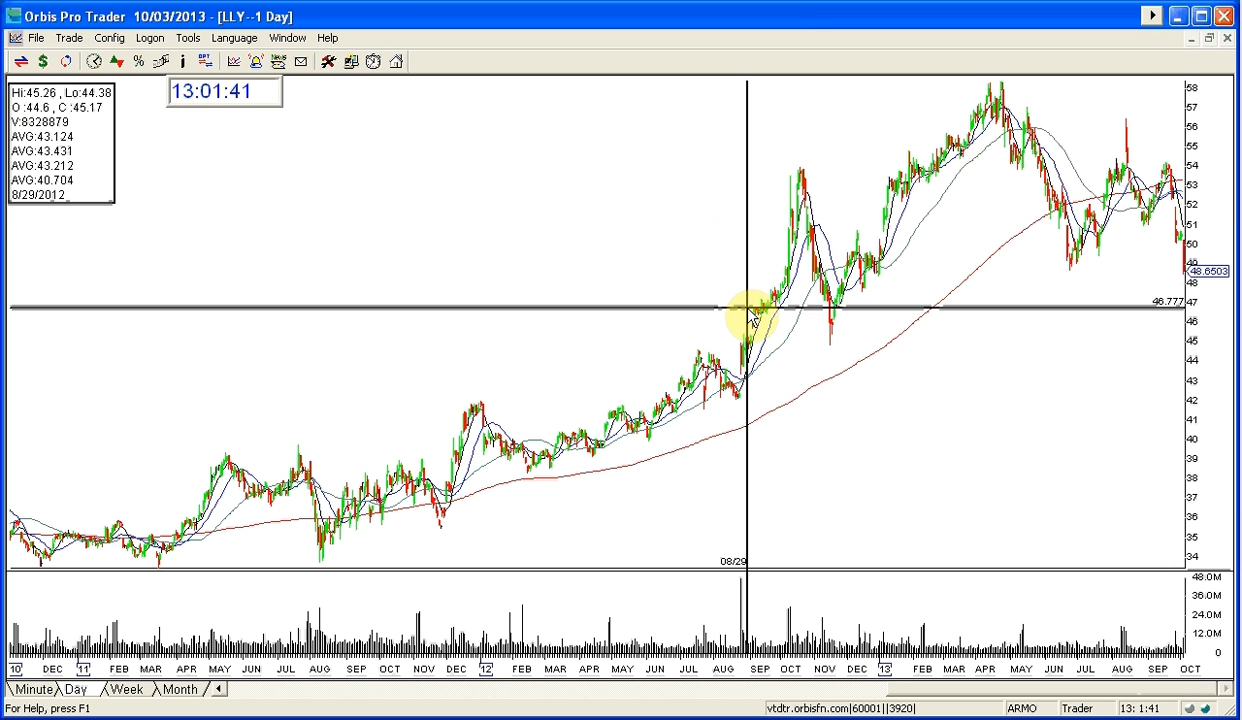 Orbis Pro Trader 10/03/2013 - [LLY--1 Day]
File Trade Config Logon Tools Language Window Help
13:01:41
Hi:45.26 , Lo:44.38
O :44.6 , C :45.17
V:8328879
AVG:43.124
AVG:43.431
AVG:43.212
AVG:40.704
8/29/2012
58
57
56
55
54
53
52
51
50
49
48.6503
46.777
47
46
45
44
43
42
41
40
39
38
37
36
35
34
08/29
48.0M
36.0M
24.0M
12.0M
0
10 DEC 11 FEB MAR APR MAY JUN JUL AUG SEP OCT NOV DEC 12 FEB MAR APR MAY JUN JUL AUG SEP OCT NOV DEC 13 FEB MAR APR MAY JUN JUL AUG SEP OCT
Minute Day Week Month
For Help, press F1 vtdtr.orbisfn.com|60001||3920| ARMO Trader 13: 1:41